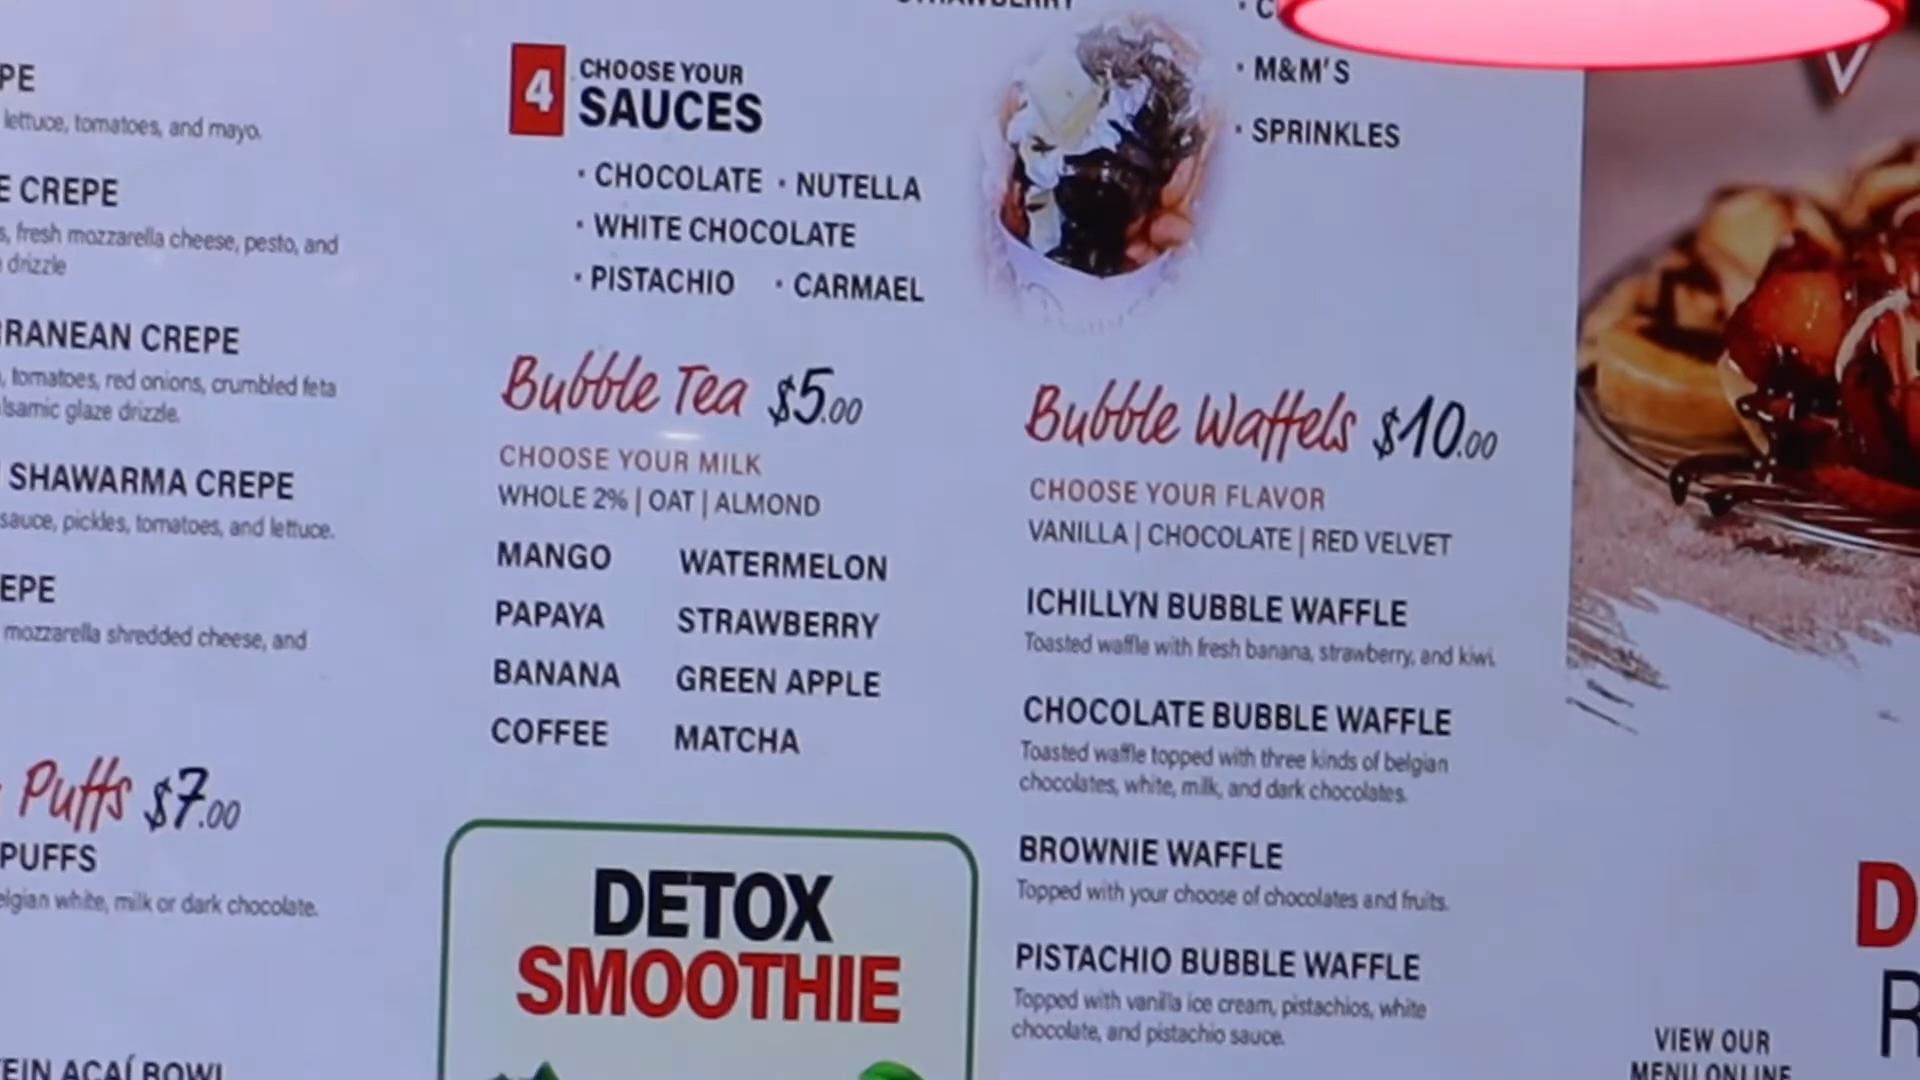 PE
lettuce, tomatoes, and mayo.
E CREPE
s, fresh mozzarella cheese, pesto, and
drizzle
RANEAN CREPE
, tomatoes, red onions, crumbled feta
lsamic glaze drizzle.
SHAWARMA CREPE
sauce, pickles, tomatoes, and lettuce.
EPE
mozzarella shredded cheese, and
Puffs $7.00
PUFFS
elgian white, milk or dark chocolate.
EIN AÇAÍ BOWL
4 CHOOSE YOUR
SAUCES
· CHOCOLATE · NUTELLA
· WHITE CHOCOLATE
· PISTACHIO · CARMAEL
Bubble Tea $5.00
CHOOSE YOUR MILK
WHOLE 2% | OAT | ALMOND
MANGO WATERMELON
PAPAYA STRAWBERRY
BANANA GREEN APPLE
COFFEE MATCHA
DETOX
SMOOTHIE
STRAWBERRY
· M&M'S
· SPRINKLES
Bubble Waffels $10.00
CHOOSE YOUR FLAVOR
VANILLA | CHOCOLATE | RED VELVET
ICHILLYN BUBBLE WAFFLE
Toasted waffle with fresh banana, strawberry, and kiwi.
CHOCOLATE BUBBLE WAFFLE
Toasted waffle topped with three kinds of belgian
chocolates, white, milk, and dark chocolates.
BROWNIE WAFFLE
Topped with your choose of chocolates and fruits.
PISTACHIO BUBBLE WAFFLE
Topped with vanilla ice cream, pistachios, white
chocolate, and pistachio sauce.
D
R
VIEW OUR
MENU ONLINE